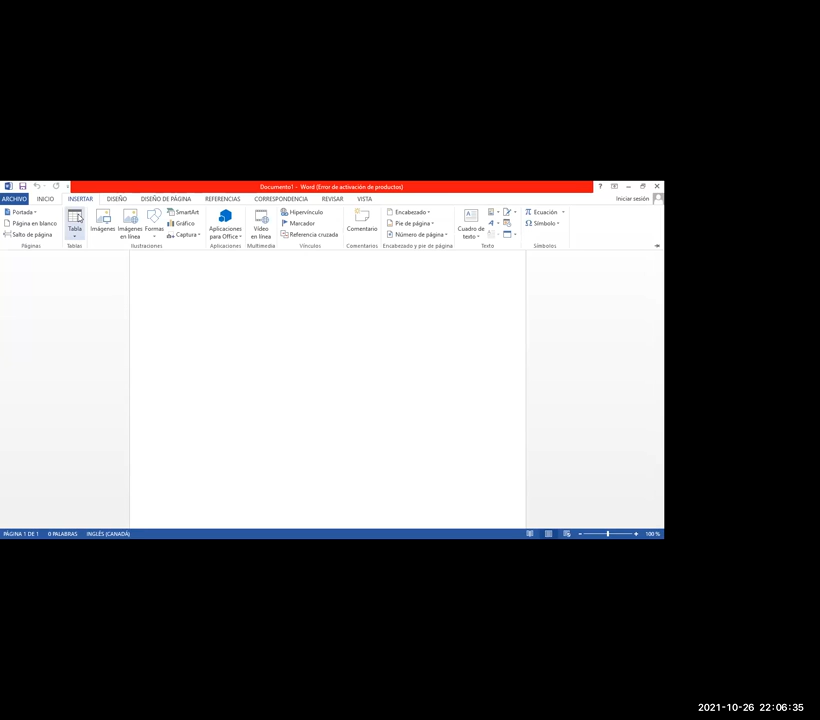 Documento1 - Word (Error de activación de productos)
ARCHIVO INICIO INSERTAR DISEÑO DISEÑO DE PÁGINA REFERENCIAS CORRESPONDENCIA REVISAR VISTA Iniciar sesión
Portada
Página en blanco
Salto de página
Páginas
Tabla
Tablas
Imágenes
Imágenes
en línea
Formas
SmartArt
Gráfico
Captura
Ilustraciones
Aplicaciones
para Office
Aplicaciones
Vídeo
en línea
Multimedia
Hipervínculo
Marcador
Referencia cruzada
Vínculos
Comentario
Comentarios
Encabezado
Pie de página
Número de página
Encabezado y pie de página
Cuadro de
texto
Texto
Ecuación
Símbolo
Símbolos
PÁGINA 1 DE 1 0 PALABRAS INGLÉS (CANADÁ) 100 %
2021-10-26 22:06:35